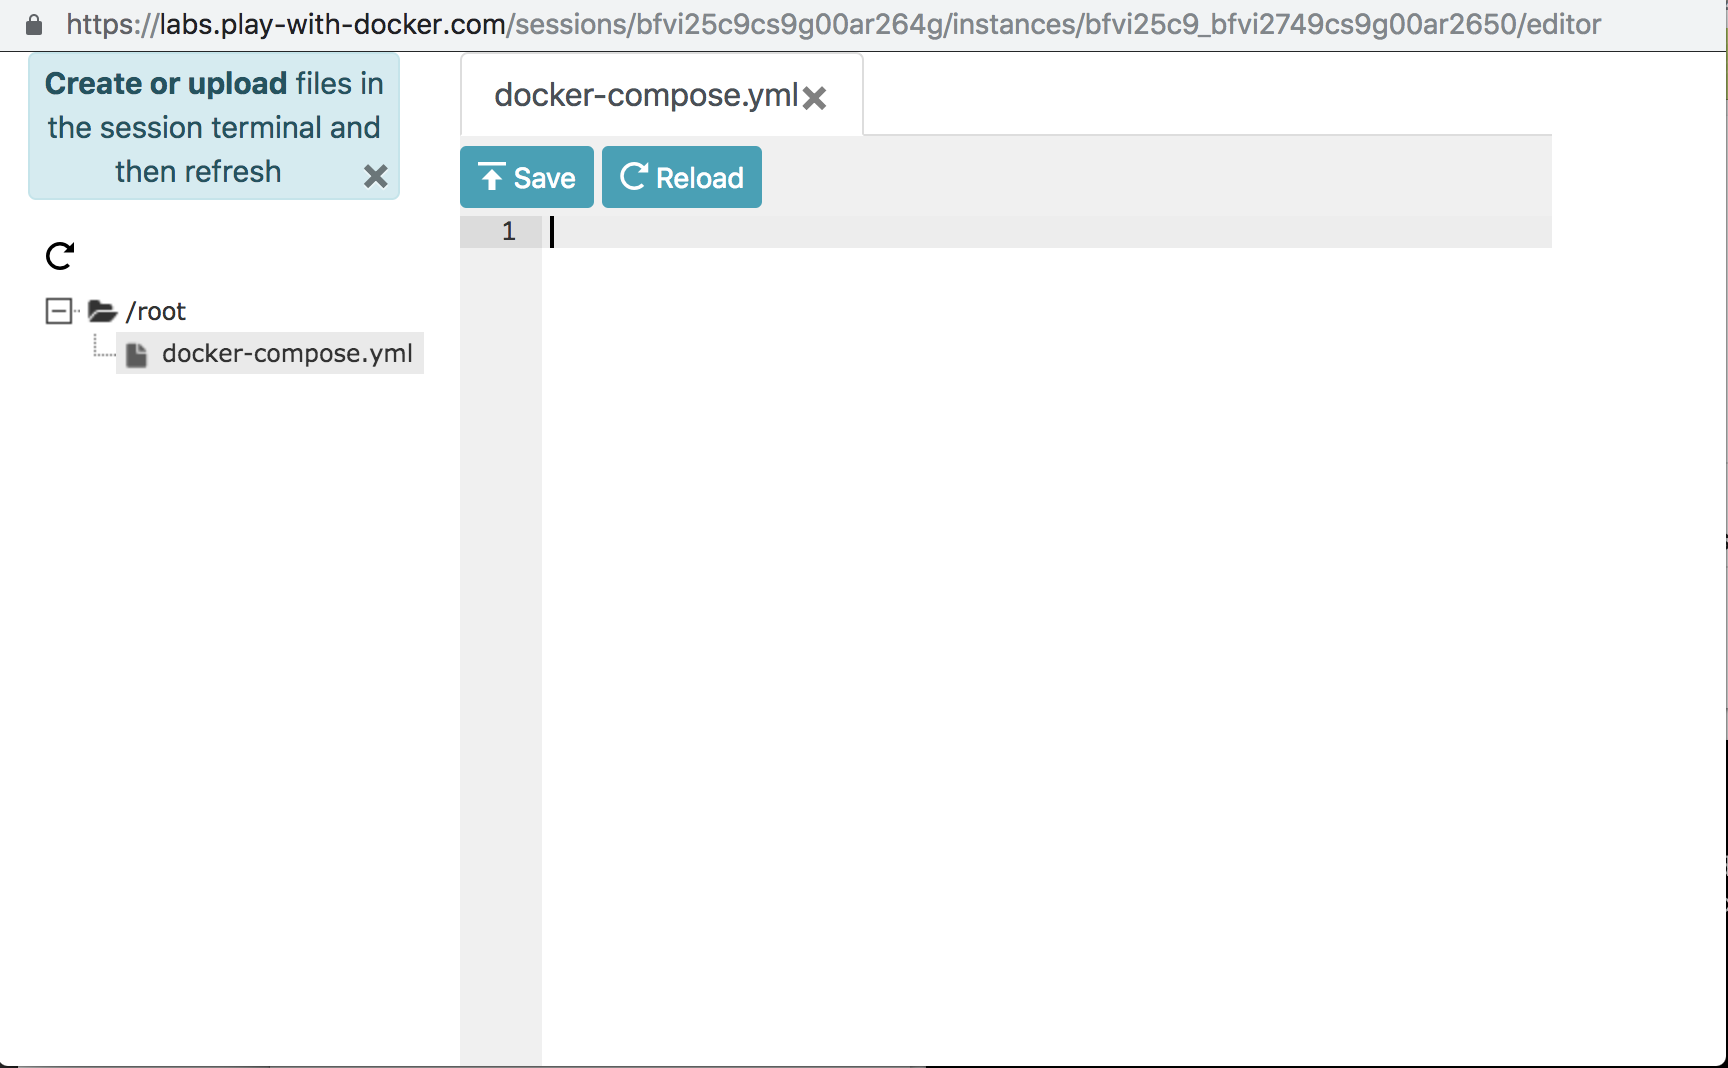 https://labs.play-with-docker.com/sessions/bfvi25c9cs9g00ar264g/instances/bfvi25c9_bfvi2749cs9g00ar2650/editor
Create or upload files in
the session terminal and
then refresh
/root
docker-compose.yml
docker-compose.yml
Save Reload
1